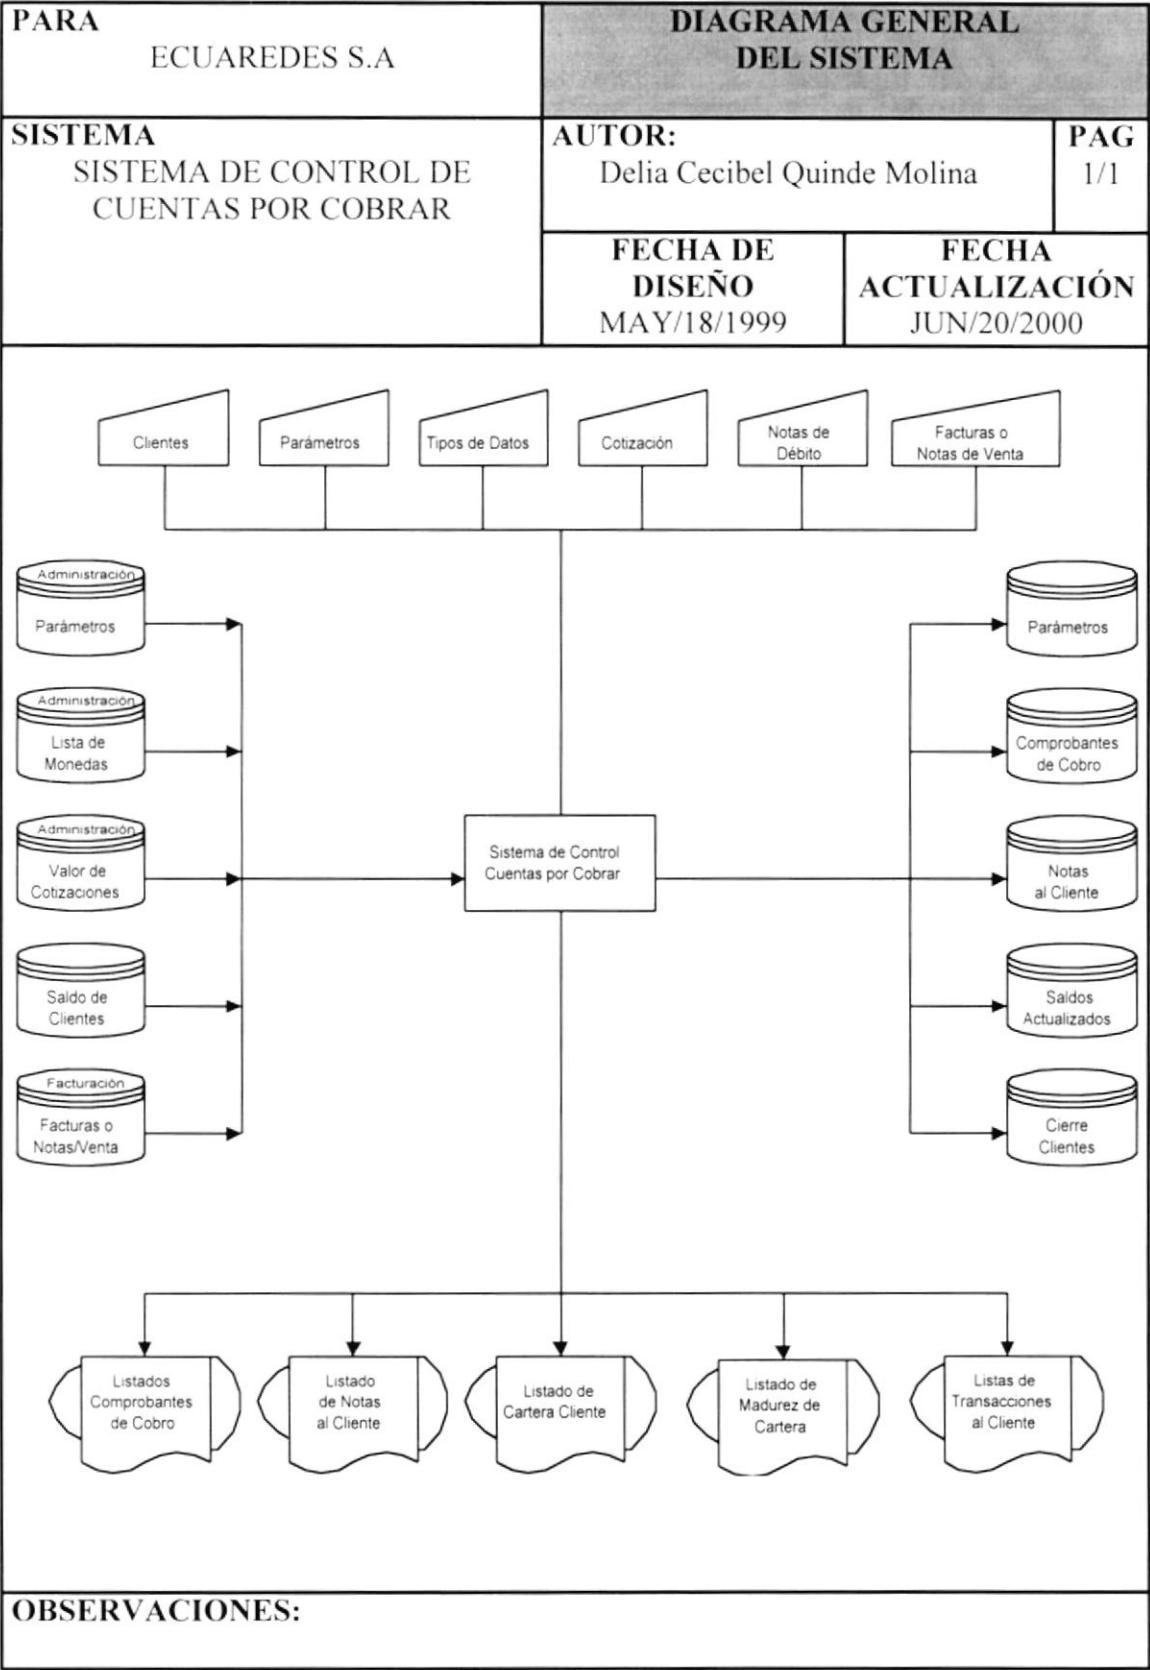 PARA
ECUAREDES S.A
DIAGRAMA GENERAL
DEL SISTEMA
SISTEMA
SISTEMA DE CONTROL DE
CUENTAS POR COBRAR
AUTOR:
Delia Cecibel Quinde Molina
PAG
1/1
FECHA DE
DISEÑO
MAY/18/1999
FECHA
ACTUALIZACIÓN
JUN/20/2000
Clientes
Parámetros
Tipos de Datos
Cotización
Notas de
Débito
Facturas o
Notas de Venta
Administración
Parámetros
Administración
Lista de
Monedas
Administración
Valor de
Cotizaciones
Saldo de
Clientes
Facturación
Facturas o
Notas/Venta
Sistema de Control
Cuentas por Cobrar
Parámetros
Comprobantes
de Cobro
Notas
al Cliente
Saldos
Actualizados
Cierre
Clientes
Listados
Comprobantes
de Cobro
Listado
de Notas
al Cliente
Listado de
Cartera Cliente
Listado de
Madurez de
Cartera
Listas de
Transacciones
al Cliente
OBSERVACIONES: